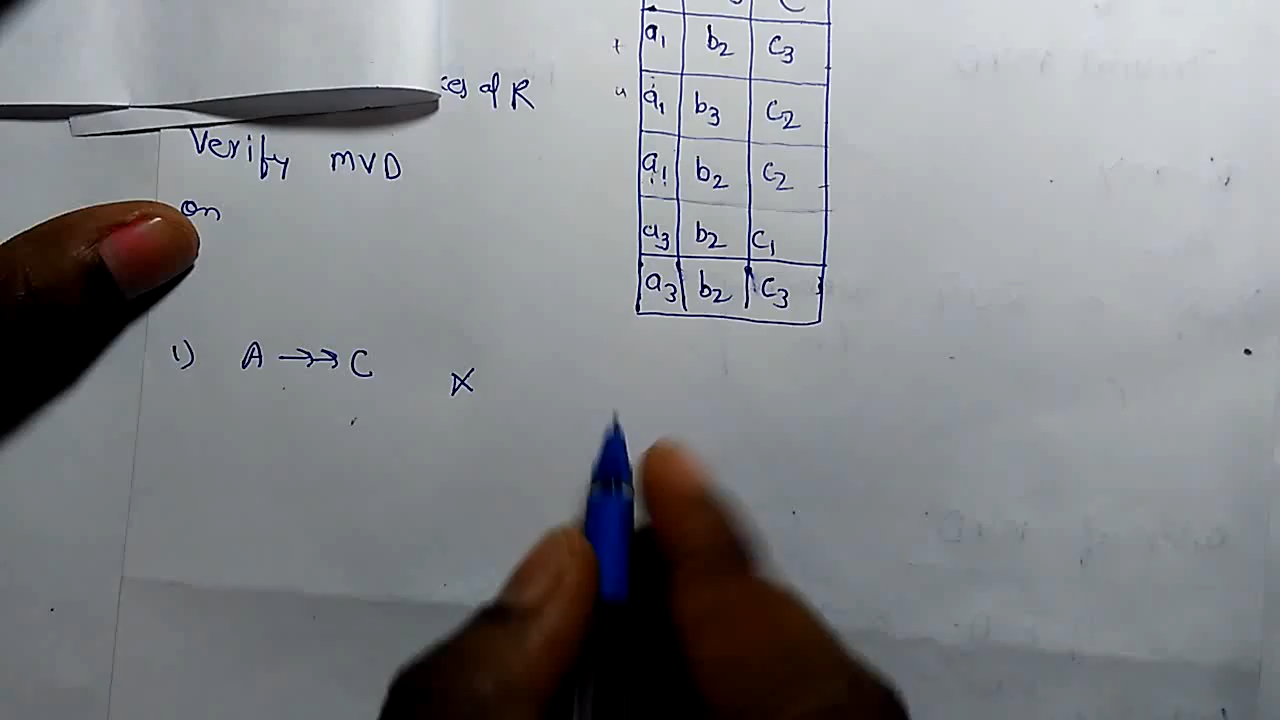 of R
Verify MVD
on
1) A →→ C ×
C
a₁ b₂ c₃
a₁ b₃ c₂
a₁ b₂ c₂
a₃ b₂ c₁
a₃ b₂ c₃